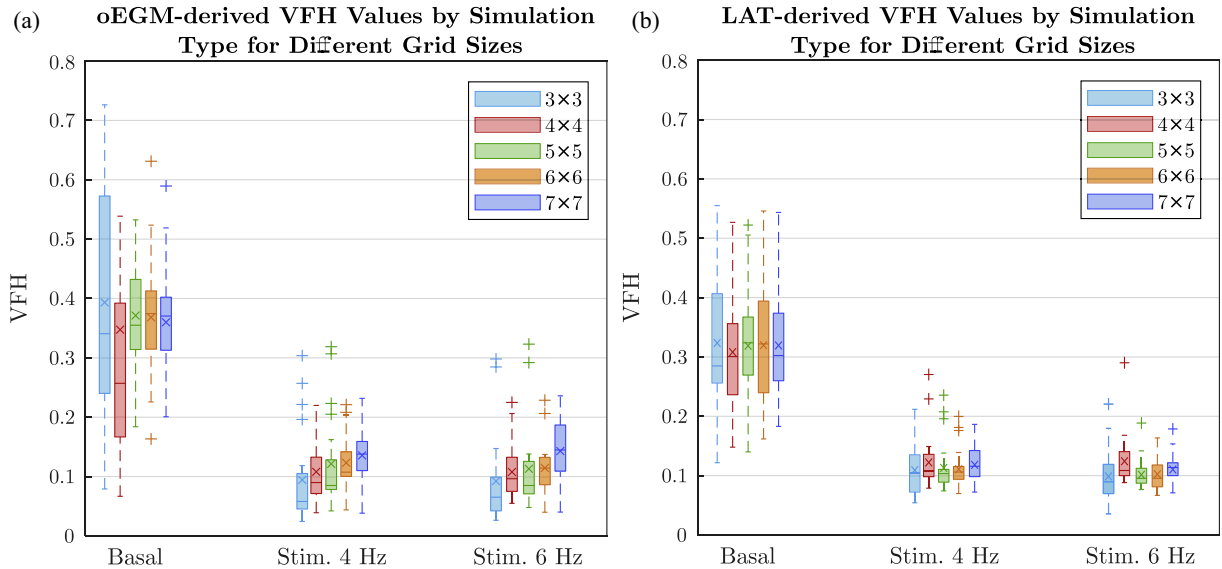 (a)
oEGM-derived VFH Values by Simulation
Type for Different Grid Sizes
0.8
0.7
0.6
0.5
0.4
0.3
0.2
0.1
0
VFH
3×3
4×4
5×5
6×6
7×7
Basal
Stim. 4 Hz
Stim. 6 Hz
(b)
LAT-derived VFH Values by Simulation
Type for Different Grid Sizes
0.8
0.7
0.6
0.5
0.4
0.3
0.2
0.1
0
VFH
3×3
4×4
5×5
6×6
7×7
Basal
Stim. 4 Hz
Stim. 6 Hz